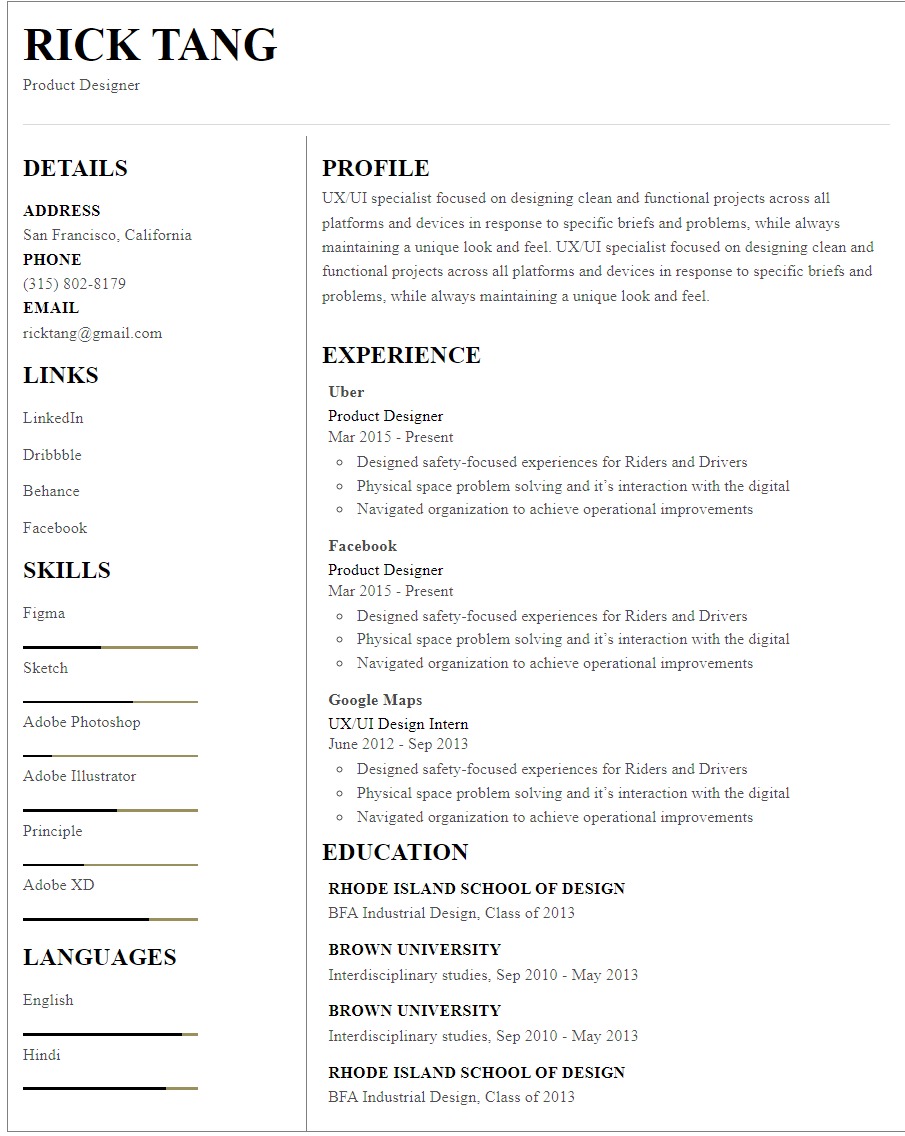 RICK TANG
Product Designer
DETAILS
ADDRESS
San Francisco, California
PHONE
(315) 802-8179
EMAIL
ricktang@gmail.com
LINKS
LinkedIn
Dribbble
Behance
Facebook
SKILLS
Figma
Sketch
Adobe Photoshop
Adobe Illustrator
Principle
Adobe XD
LANGUAGES
English
Hindi
PROFILE
UX/UI specialist focused on designing clean and functional projects across all
platforms and devices in response to specific briefs and problems, while always
maintaining a unique look and feel. UX/UI specialist focused on designing clean and
functional projects across all platforms and devices in response to specific briefs and
problems, while always maintaining a unique look and feel.
EXPERIENCE
Uber
Product Designer
Mar 2015 - Present
Designed safety-focused experiences for Riders and Drivers
Physical space problem solving and it’s interaction with the digital
Navigated organization to achieve operational improvements
Facebook
Product Designer
Mar 2015 - Present
Designed safety-focused experiences for Riders and Drivers
Physical space problem solving and it’s interaction with the digital
Navigated organization to achieve operational improvements
Google Maps
UX/UI Design Intern
June 2012 - Sep 2013
Designed safety-focused experiences for Riders and Drivers
Physical space problem solving and it’s interaction with the digital
Navigated organization to achieve operational improvements
EDUCATION
RHODE ISLAND SCHOOL OF DESIGN
BFA Industrial Design, Class of 2013
BROWN UNIVERSITY
Interdisciplinary studies, Sep 2010 - May 2013
BROWN UNIVERSITY
Interdisciplinary studies, Sep 2010 - May 2013
RHODE ISLAND SCHOOL OF DESIGN
BFA Industrial Design, Class of 2013